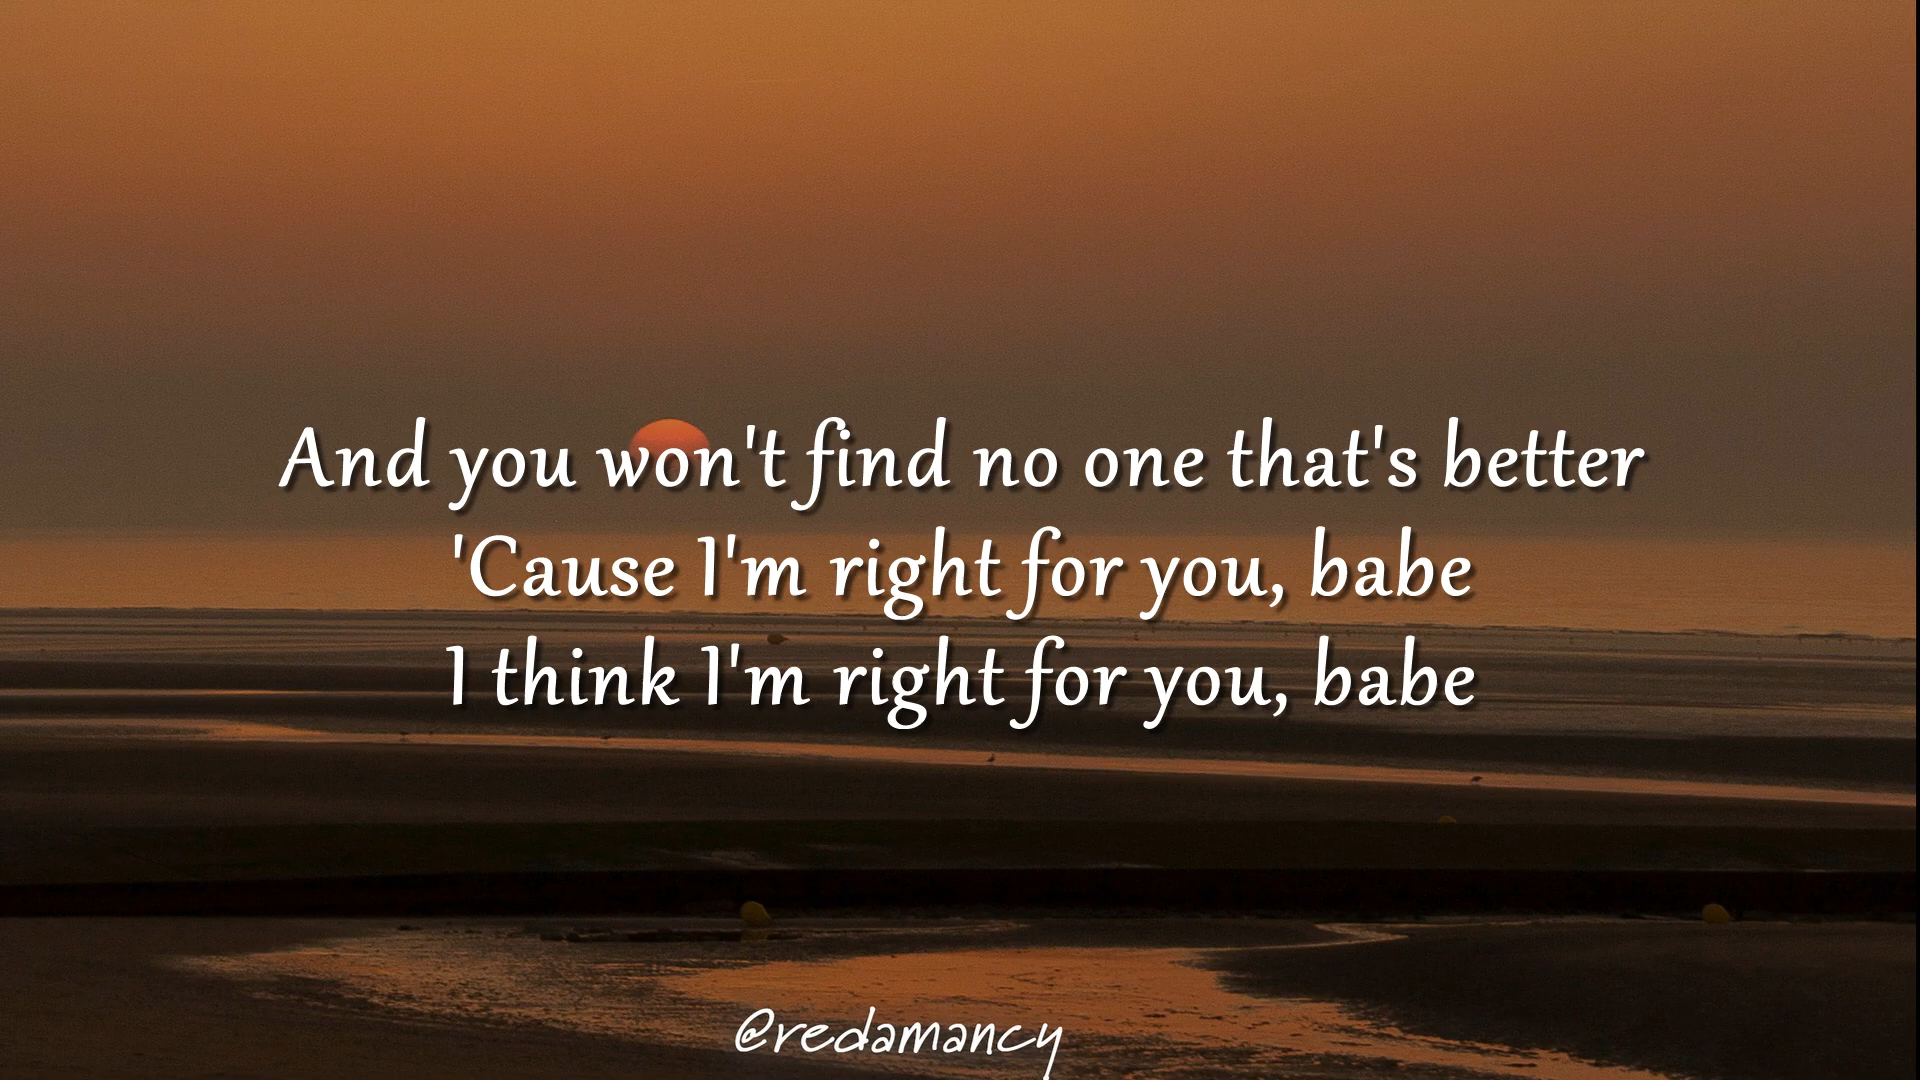 And you won't find no one that's better
'Cause I'm right for you, babe
I think I'm right for you, babe
@redamancy